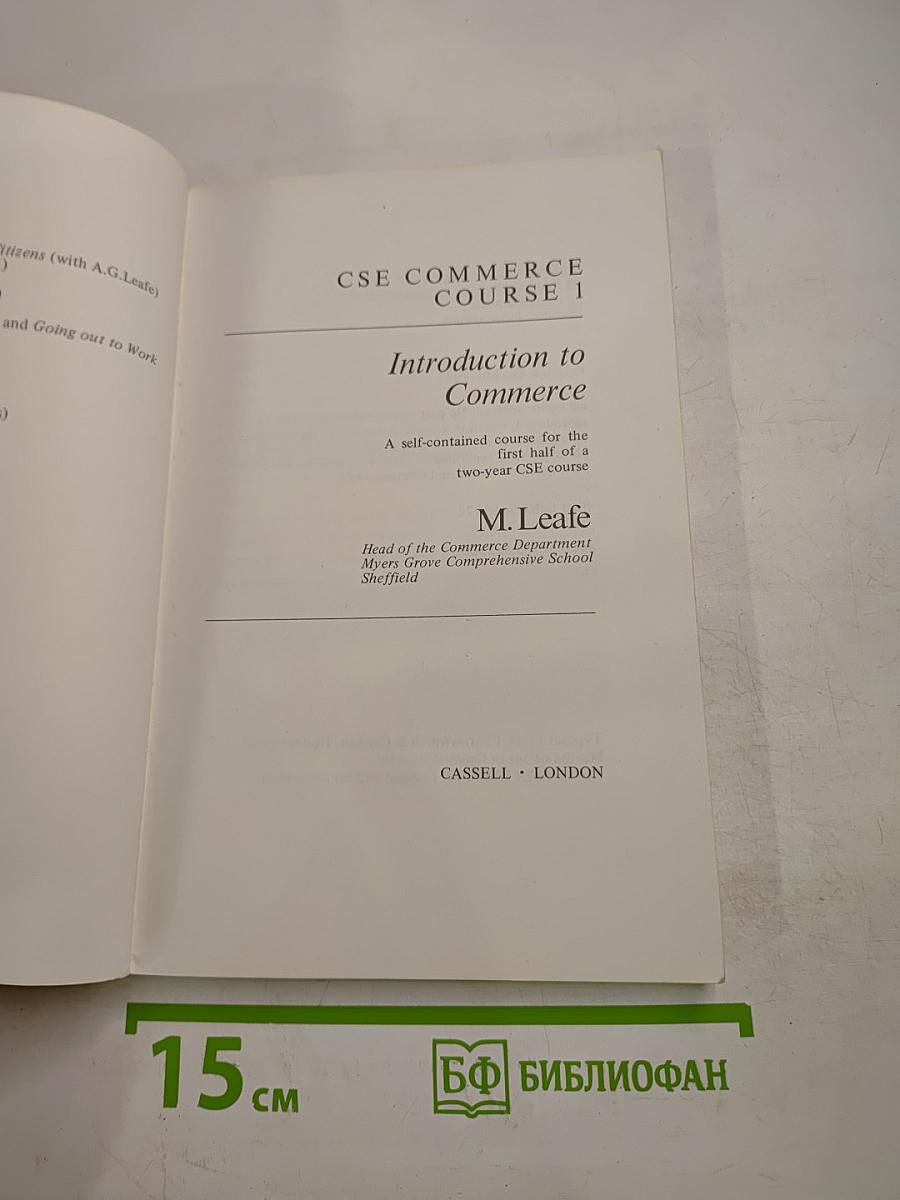 itizens (with A.G.Leafe)
)
)
and Going out to Work
s)
CSE COMMERCE
COURSE 1
Introduction to
Commerce
A self-contained course for the
first half of a
two-year CSE course
M. Leafe
Head of the Commerce Department
Myers Grove Comprehensive School
Sheffield
CASSELL · LONDON
15 см
БФ БИБЛИОФАН